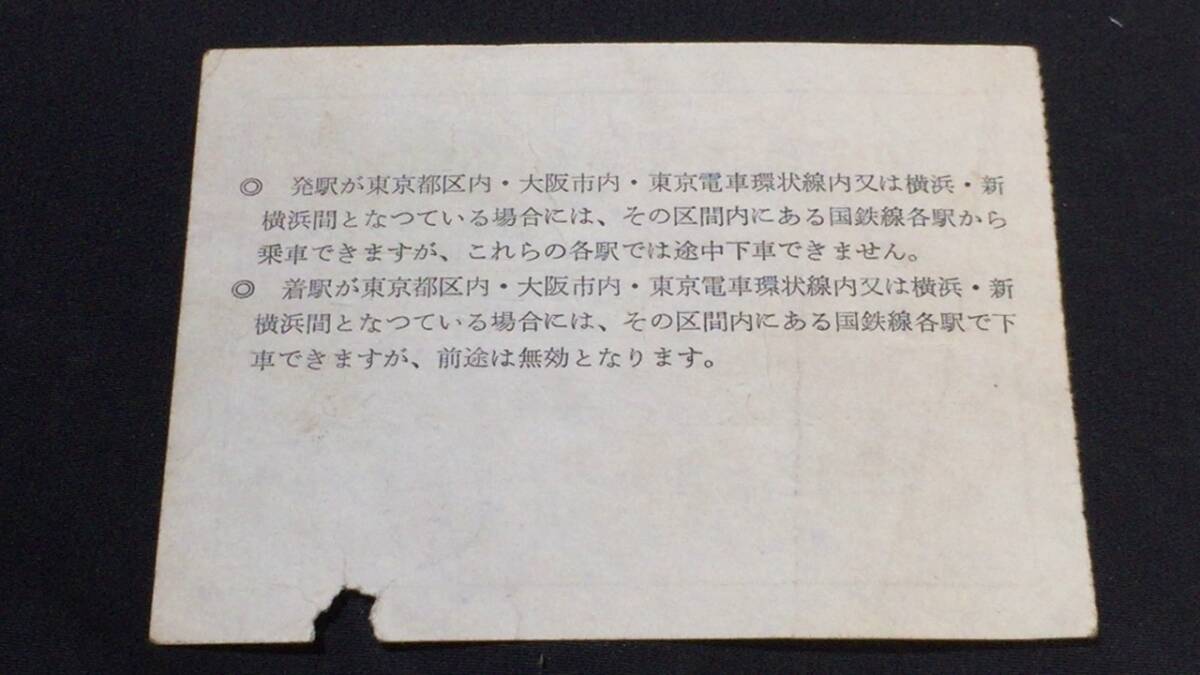 ◎ 発駅が東京都区内・大阪市内・東京電車環状線内又は横浜・新
横浜間となつている場合には、その区間内にある国鉄線各駅から
乗車できますが、これらの各駅では途中下車できません。
◎ 着駅が東京都区内・大阪市内・東京電車環状線内又は横浜・新
横浜間となつている場合には、その区間内にある国鉄線各駅で下
車できますが、前途は無効となります。